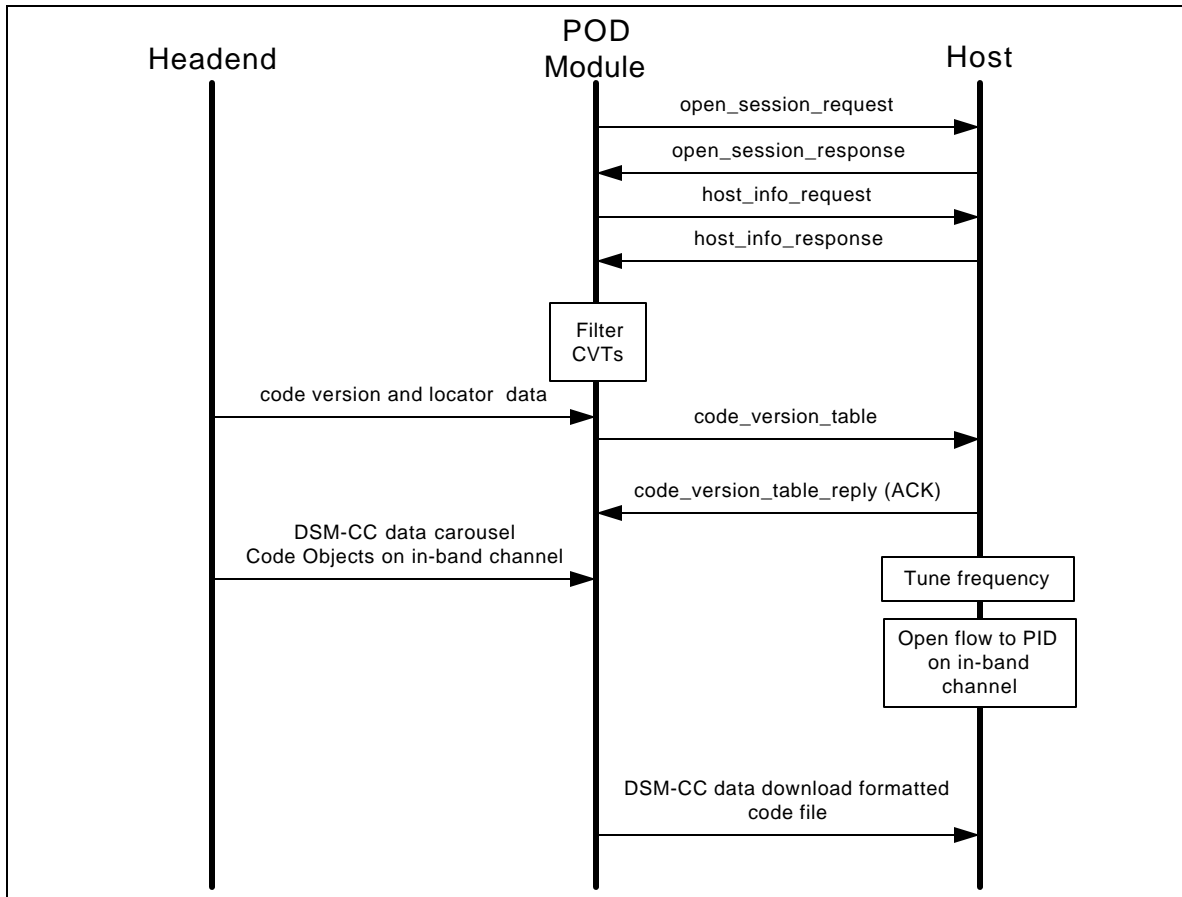 Headend
POD
Module
Host
open_session_request
open_session_response
host_info_request
host_info_response
Filter
CVTs
code version and locator data
code_version_table
code_version_table_reply (ACK)
DSM-CC data carousel
Code Objects on in-band channel
Tune frequency
Open flow to PID
on in-band
channel
DSM-CC data download formatted
code file